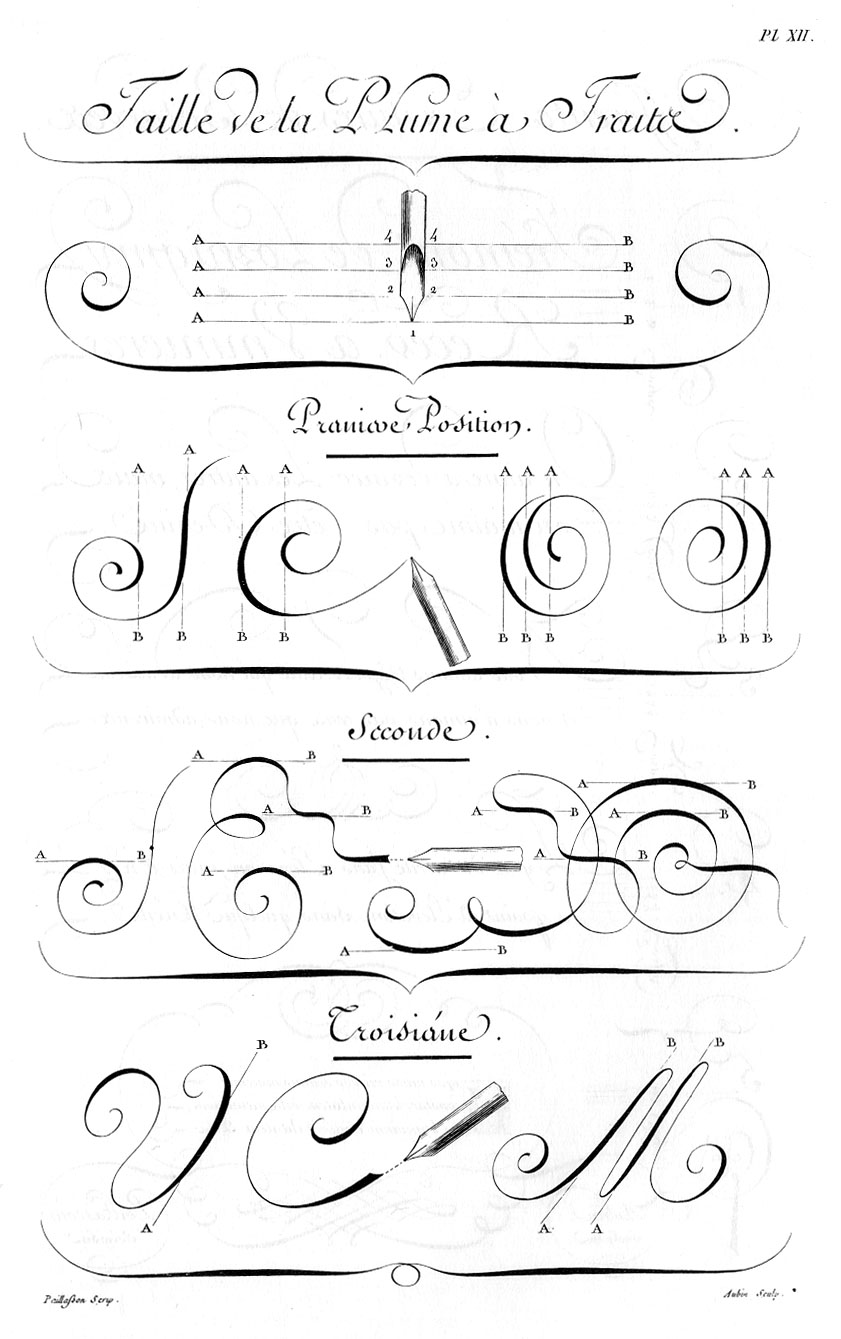 Pl XII.
Taille de la Plume à Traits.
A 4 4 B
A 3 3 B
A 2 2 B
A B
1
Premiere Position.
A
A A A A A A A A A
B B B B B B B B B B
Seconde.
A B
A B
A B A B A B
A B A B
A B
A B
Troisiéme.
B B B
A A A
Paillasson Scrip.
Aubin Sculp.